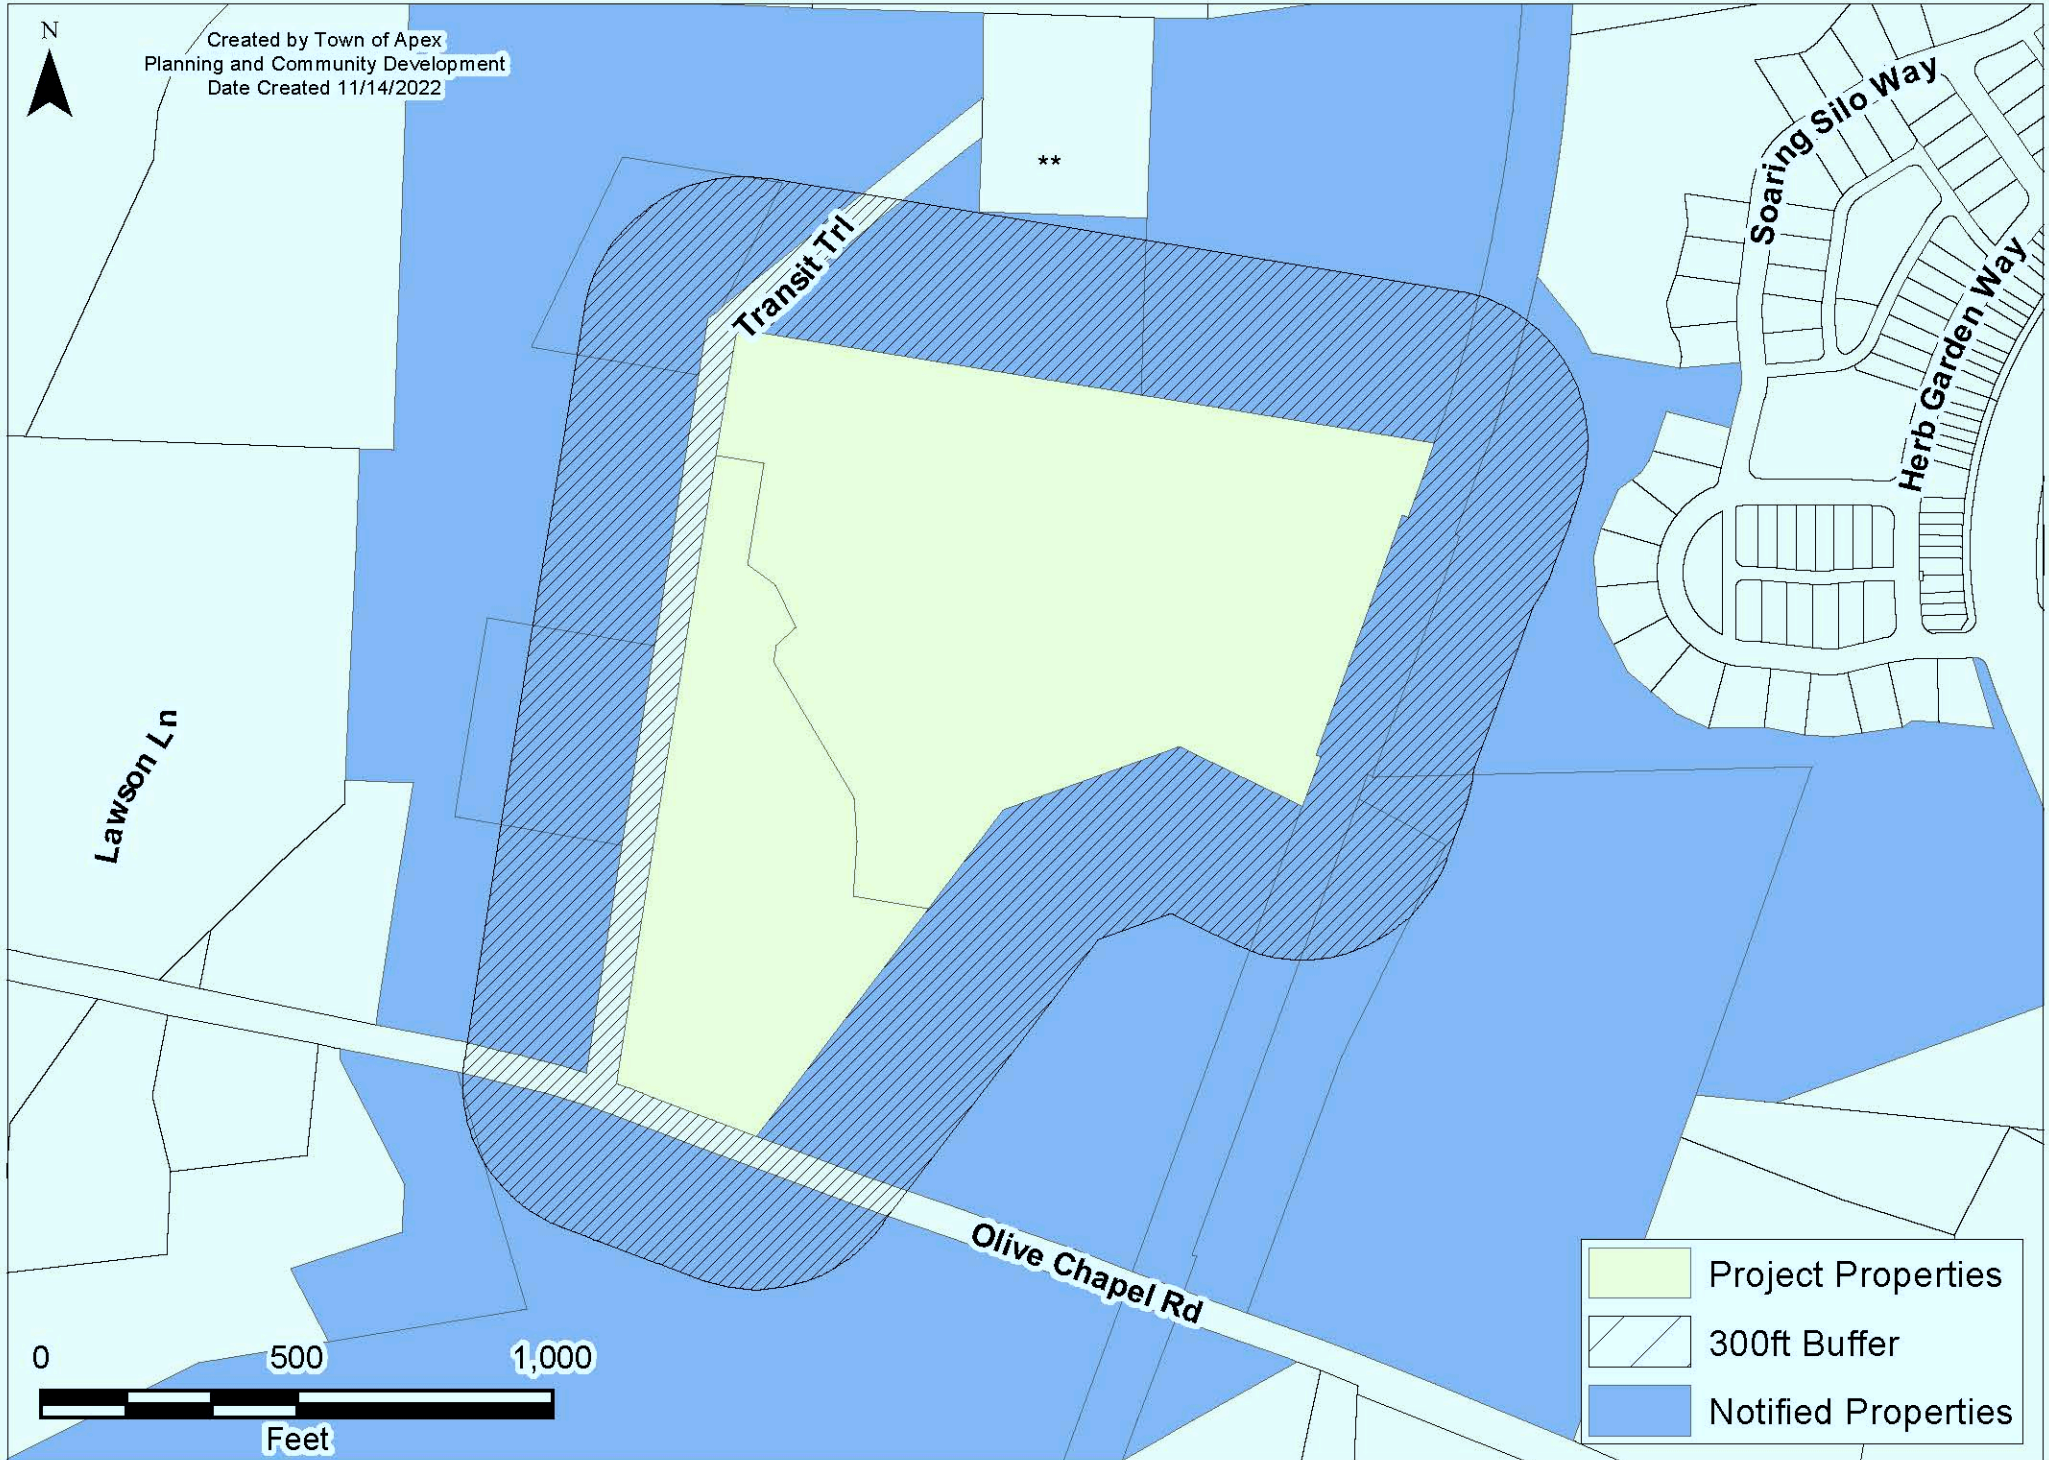 N
Created by Town of Apex
Planning and Community Development
Date Created 11/14/2022
**
Soaring Silo Way
Transit Trl
Herb Garden Way
Lawson Ln
Olive Chapel Rd
Project Properties
300ft Buffer
Notified Properties
0 500 1,000
Feet